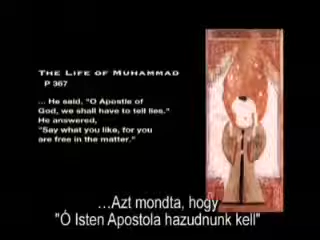 THE LIFE OF MUHAMMAD
P 367
... He said, "O Apostle of
God, we shall have to tell lies."
He answered,
"Say what you like, for you
are free in the matter."
...Azt mondta, hogy
"Ó Isten Apostola hazudnunk kell"